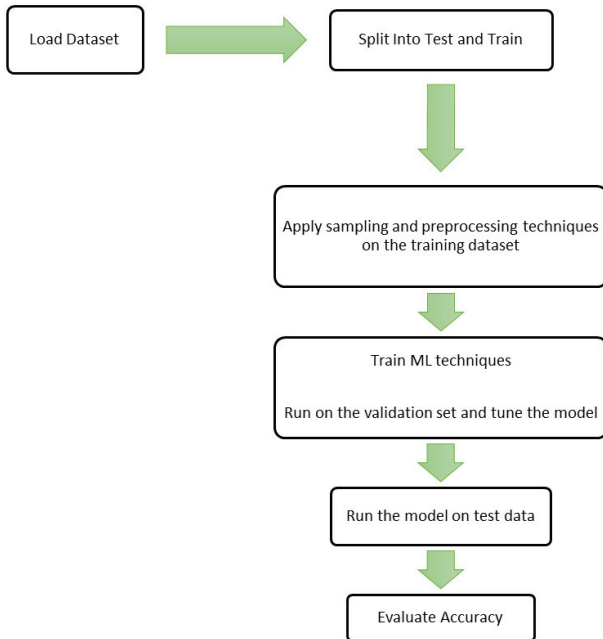 Load Dataset
Split Into Test and Train
Apply sampling and preprocessing techniques
on the training dataset
Train ML techniques
Run on the validation set and tune the model
Run the model on test data
Evaluate Accuracy